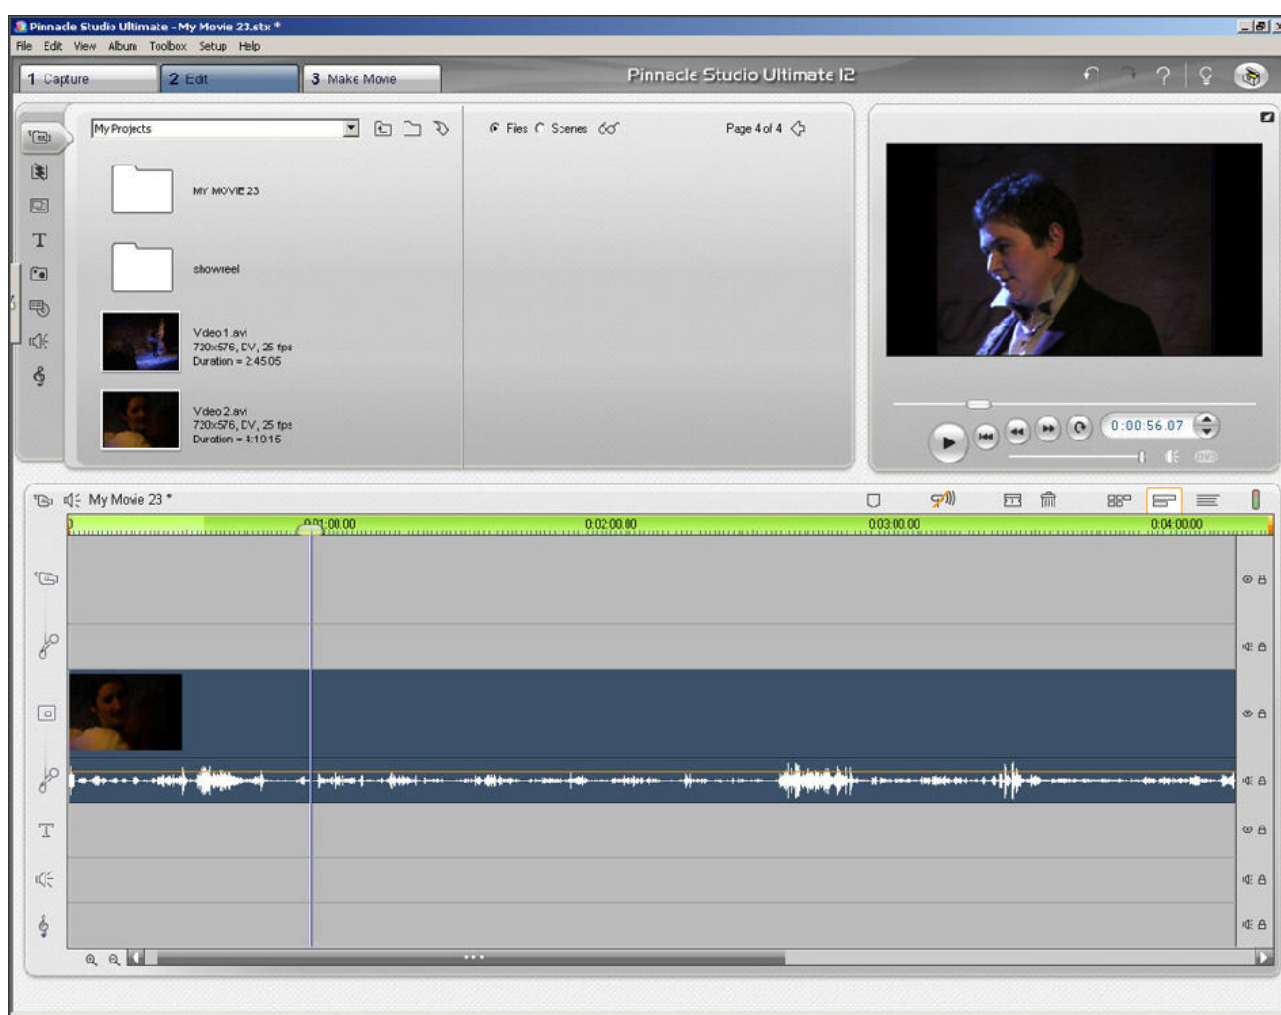 Pinnacle Studio Ultimate - My Movie 23.stx *
File Edit View Album Toolbox Setup Help
1 Capture 2 Edit 3 Make Movie Pinnacle Studio Ultimate 12 ?
My Projects Files Scenes Page 4 of 4
MY MOVIE 23
showreel
Video 1.avi
720x576, DV, 25 fps
Duration = 2:45.05
Video 2.avi
720x576, DV, 25 fps
Duration = 4:10.16
0:00:56.07
DVD
My Movie 23 *
0:01:00.00 0:02:00.00 0:03:00.00 0:04:00.00
T
T